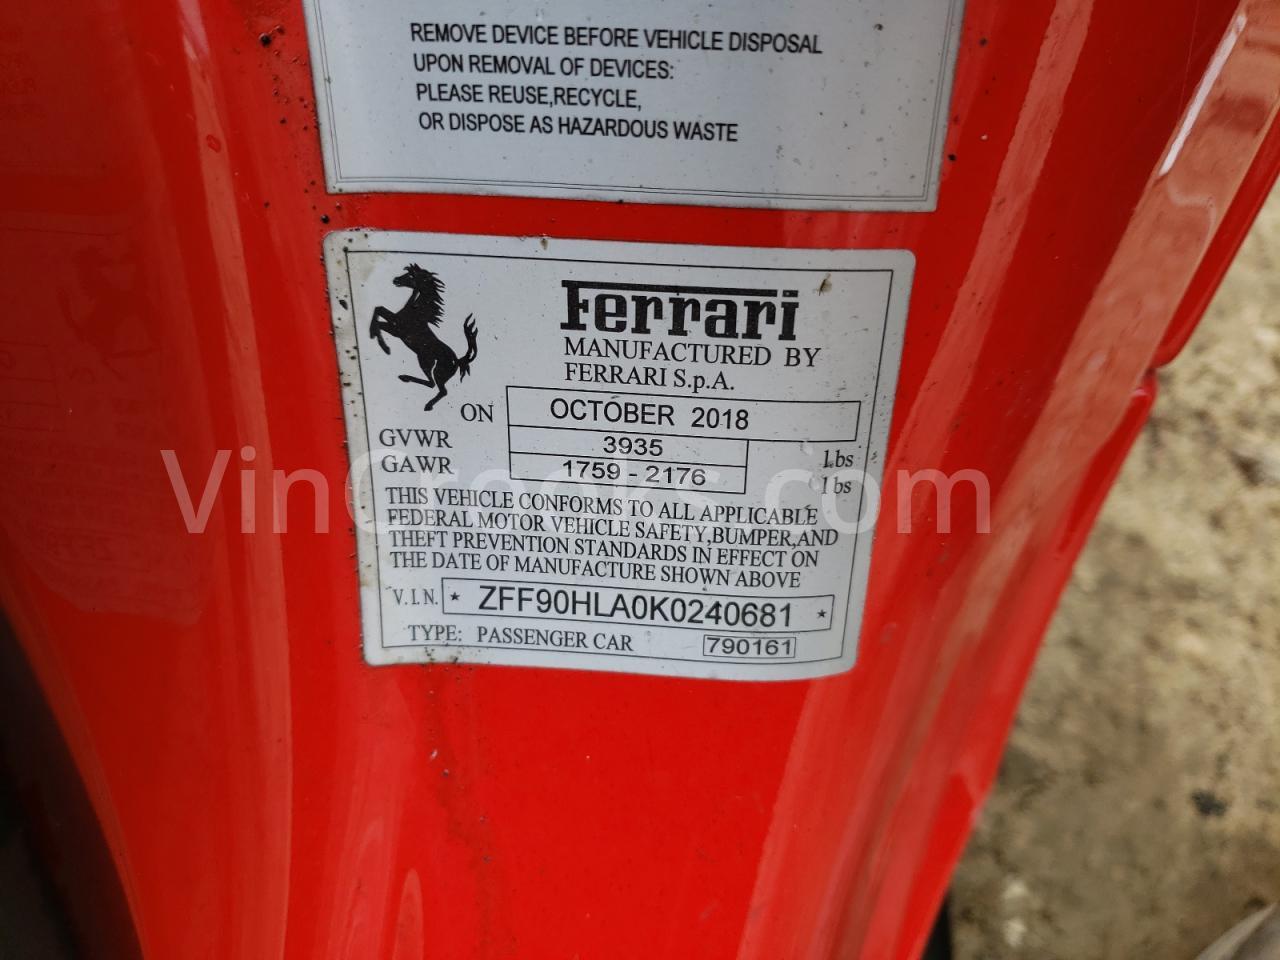 REMOVE DEVICE BEFORE VEHICLE DISPOSAL
UPON REMOVAL OF DEVICES:
PLEASE REUSE,RECYCLE,
OR DISPOSE AS HAZARDOUS WASTE
Ferrari
MANUFACTURED BY
FERRARI S.p.A.
ON OCTOBER 2018
GVWR 3935 Lbs
GAWR 1759 - 2176 Lbs
VinCracks.com
THIS VEHICLE CONFORMS TO ALL APPLICABLE
FEDERAL MOTOR VEHICLE SAFETY,BUMPER,AND
THEFT PREVENTION STANDARDS IN EFFECT ON
THE DATE OF MANUFACTURE SHOWN ABOVE
V.I.N. * ZFF90HLA0K0240681 *
TYPE: PASSENGER CAR 790161